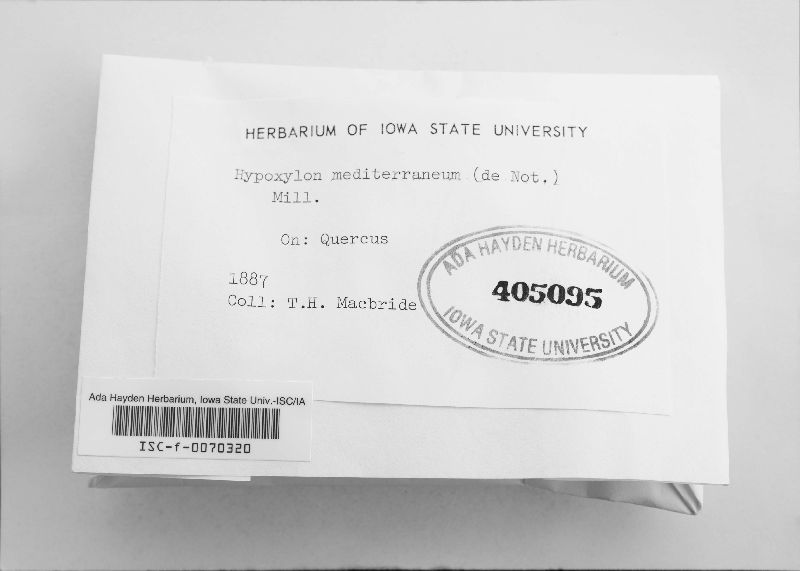 HERBARIUM OF IOWA STATE UNIVERSITY
Hypoxylon mediterraneum (de Not.)
Mill.
On: Quercus
1887
Coll: T.H. Macbride
ADA HAYDEN HERBARIUM
405095
IOWA STATE UNIVERSITY
Ada Hayden Herbarium, Iowa State Univ.-ISC/IA
ISC-f-0070320